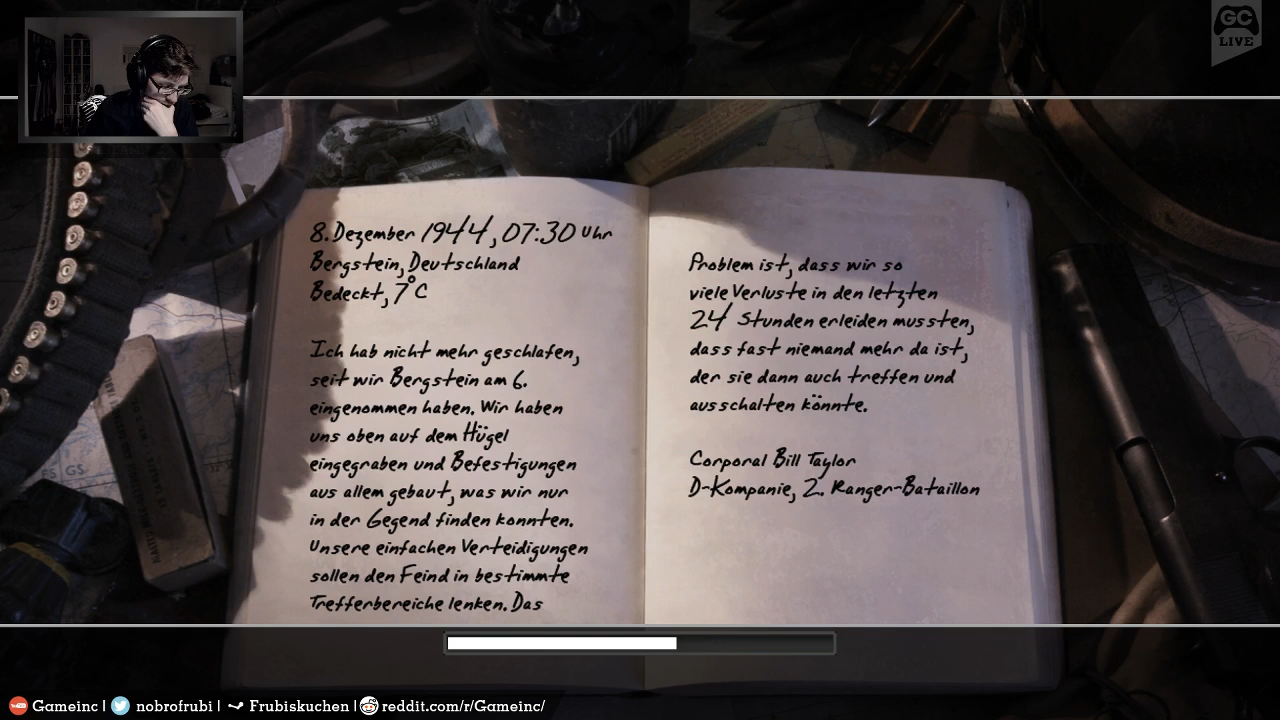 GC
LIVE
8. Dezember 1944, 07:30 Uhr
Bergstein, Deutschland
Bedeckt, 7°C
Ich hab nicht mehr geschlafen,
seit wir Bergstein am 6.
eingenommen haben. Wir haben
uns oben auf dem Hügel
eingegraben und Befestigungen
aus allem gebaut, was wir nur
in der Gegend finden konnten.
Unsere einfachen Verteidigungen
sollen den Feind in bestimmte
Trefferbereiche lenken. Das
Problem ist, dass wir so
viele Verluste in den letzten
24 Stunden erleiden mussten,
dass fast niemand mehr da ist,
der sie dann auch treffen und
ausschalten könnte.
Corporal Bill Taylor
D-Kompanie, 2. Ranger-Bataillon
Gameinc | nobrofrubi | Frubiskuchen | reddit.com/r/Gameinc/